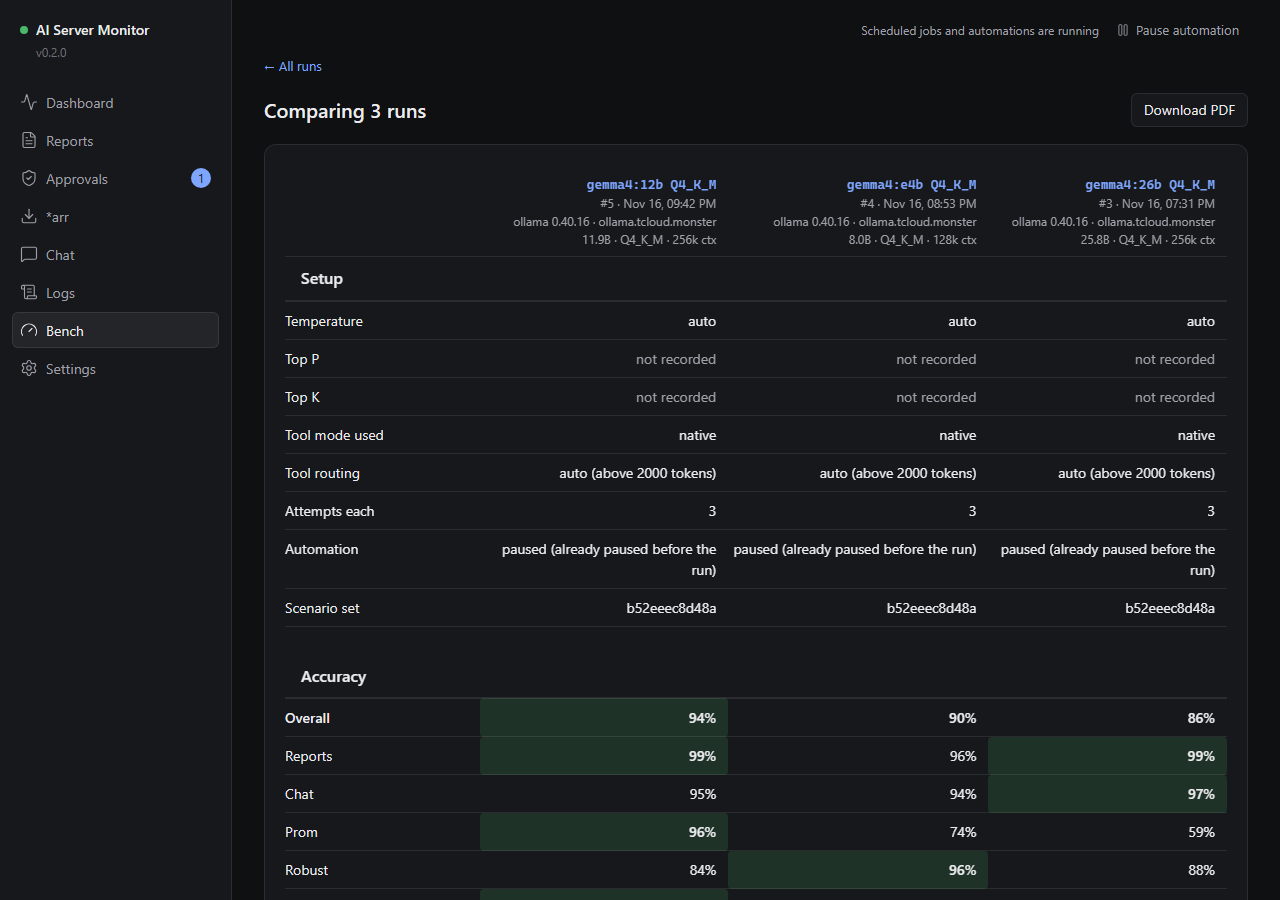 AI Server Monitor
v0.2.0
Dashboard
Reports
Approvals 1
*arr
Chat
Logs
Bench
Settings
Scheduled jobs and automations are running Pause automation
← All runs
Comparing 3 runs Download PDF
gemma4:12b Q4_K_M gemma4:e4b Q4_K_M gemma4:26b Q4_K_M
#5 · Nov 16, 09:42 PM #4 · Nov 16, 08:53 PM #3 · Nov 16, 07:31 PM
ollama 0.40.16 · ollama.tcloud.monster ollama 0.40.16 · ollama.tcloud.monster ollama 0.40.16 · ollama.tcloud.monster
11.9B · Q4_K_M · 256k ctx 8.0B · Q4_K_M · 128k ctx 25.8B · Q4_K_M · 256k ctx
Setup
Temperature auto auto auto
Top P not recorded not recorded not recorded
Top K not recorded not recorded not recorded
Tool mode used native native native
Tool routing auto (above 2000 tokens) auto (above 2000 tokens) auto (above 2000 tokens)
Attempts each 3 3 3
Automation paused (already paused before the paused (already paused before the run) paused (already paused before the
run) run)
Scenario set b52eeec8d48a b52eeec8d48a b52eeec8d48a
Accuracy
Overall 94% 90% 86%
Reports 99% 96% 99%
Chat 95% 94% 97%
Prom 96% 74% 59%
Robust 84% 96% 88%